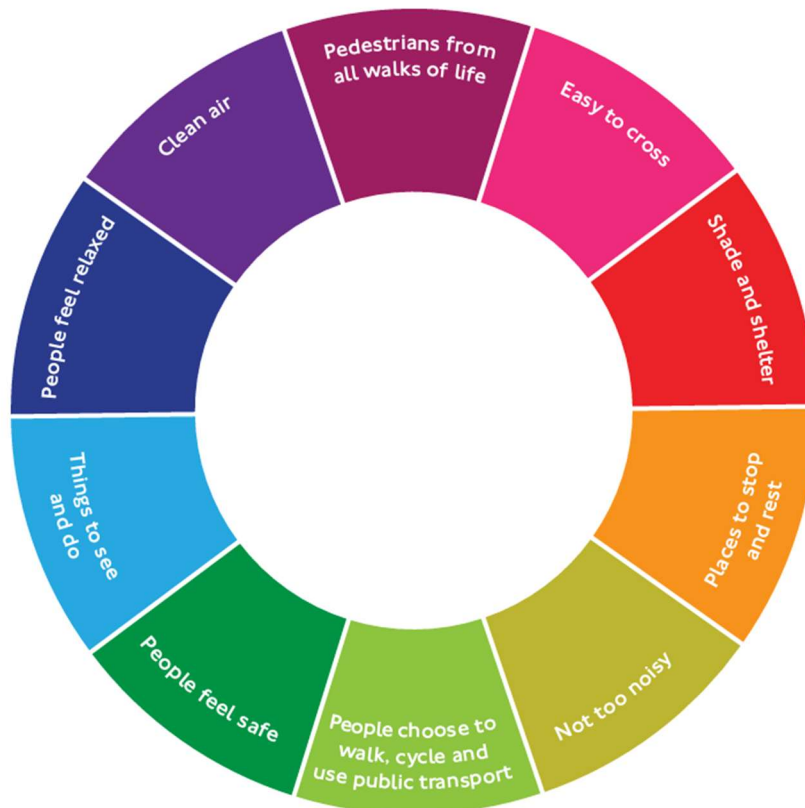 Pedestrians from
all walks of life
Easy to cross
Shade and shelter
Places to stop
and rest
Not too noisy
People choose to
walk, cycle and
use public transport
People feel safe
Things to see
and do
People feel relaxed
Clean air